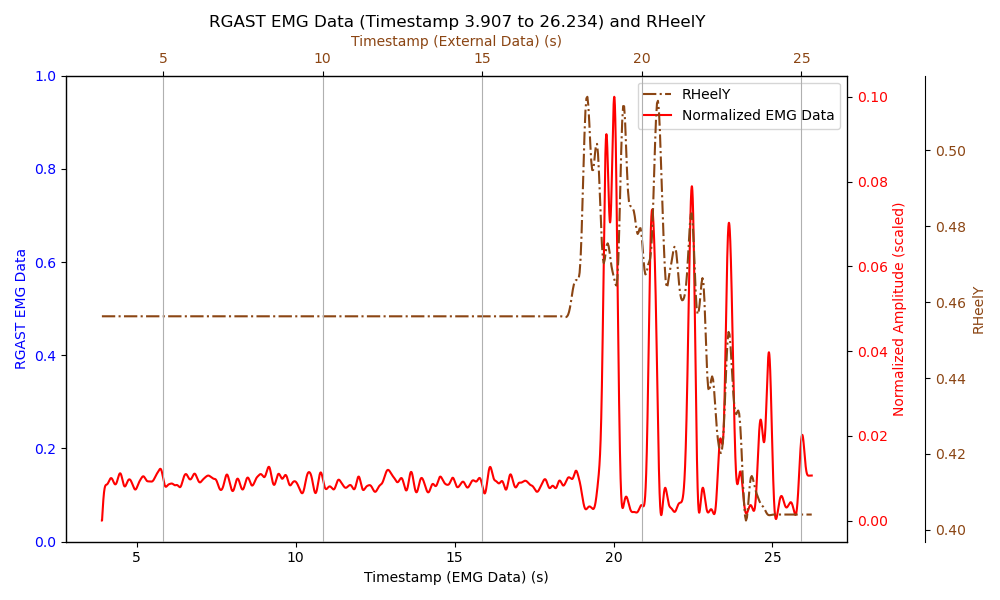 RGAST EMG Data (Timestamp 3.907 to 26.234) and RHeelY
Timestamp (External Data) (s)
5 10 15 20 25
RHeelY
Normalized EMG Data
1.0
0.8
0.6
0.4
0.2
0.0
RGAST EMG Data
0.10
0.08
0.06
0.04
0.02
0.00
Normalized Amplitude (scaled)
0.50
0.48
0.46
0.44
0.42
0.40
RHeelY
5 10 15 20 25
Timestamp (EMG Data) (s)